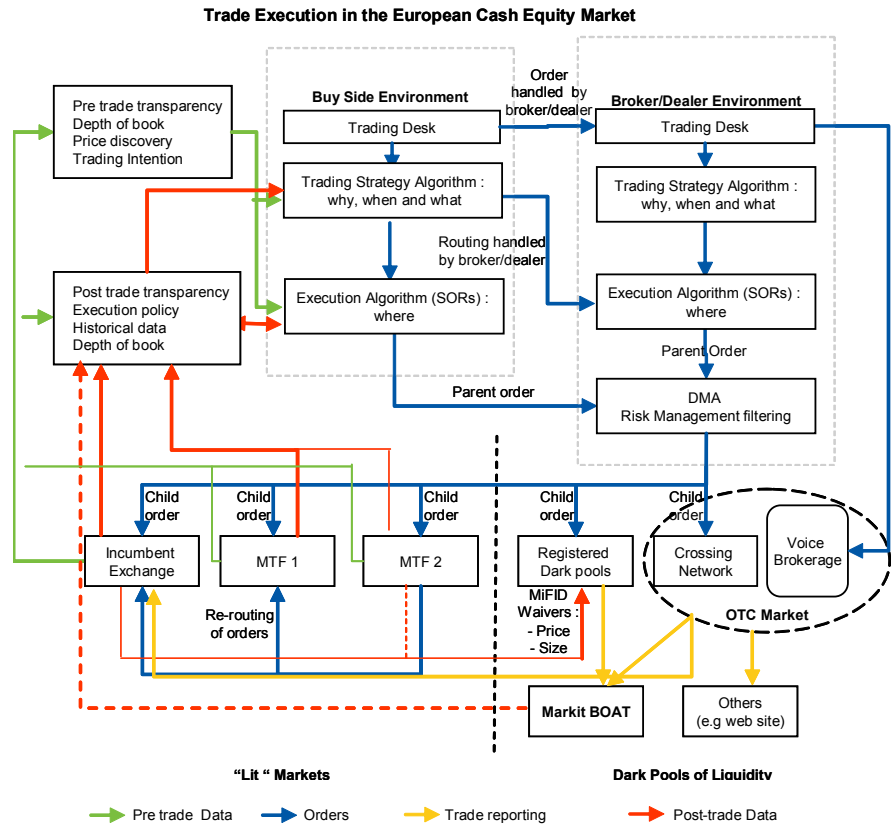 Trade Execution in the European Cash Equity Market
Pre trade transparency
Depth of book
Price discovery
Trading Intention
Buy Side Environment
Trading Desk
Order
handled by
broker/dealer
Broker/Dealer Environment
Trading Desk
Trading Strategy Algorithm :
why, when and what
Trading Strategy Algorithm :
why, when and what
Routing handled
by broker/dealer
Post trade transparency
Execution policy
Historical data
Depth of book
Execution Algorithm (SORs) :
where
Execution Algorithm (SORs) :
where
Parent Order
Parent order
DMA
Risk Management filtering
Child
order
Child
order
Child
order
Child
order
Child
order
Incumbent
Exchange
MTF 1
MTF 2
Registered
Dark pools
Crossing
Network
Voice
Brokerage
OTC Market
Re-routing
of orders
MiFID
Waivers :
- Price
- Size
Markit BOAT
Others
(e.g web site)
“Lit “ Markets
Dark Pools of Liquidity
Pre trade Data
Orders
Trade reporting
Post-trade Data